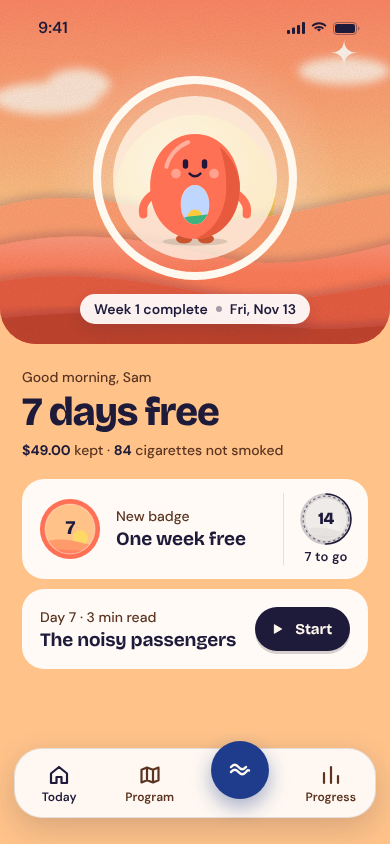 9:41
Week 1 complete • Fri, Nov 13
Good morning, Sam
7 days free
$49.00 kept · 84 cigarettes not smoked
7
New badge
One week free
14
7 to go
Day 7 · 3 min read
The noisy passengers
Start
Today
Program
Progress